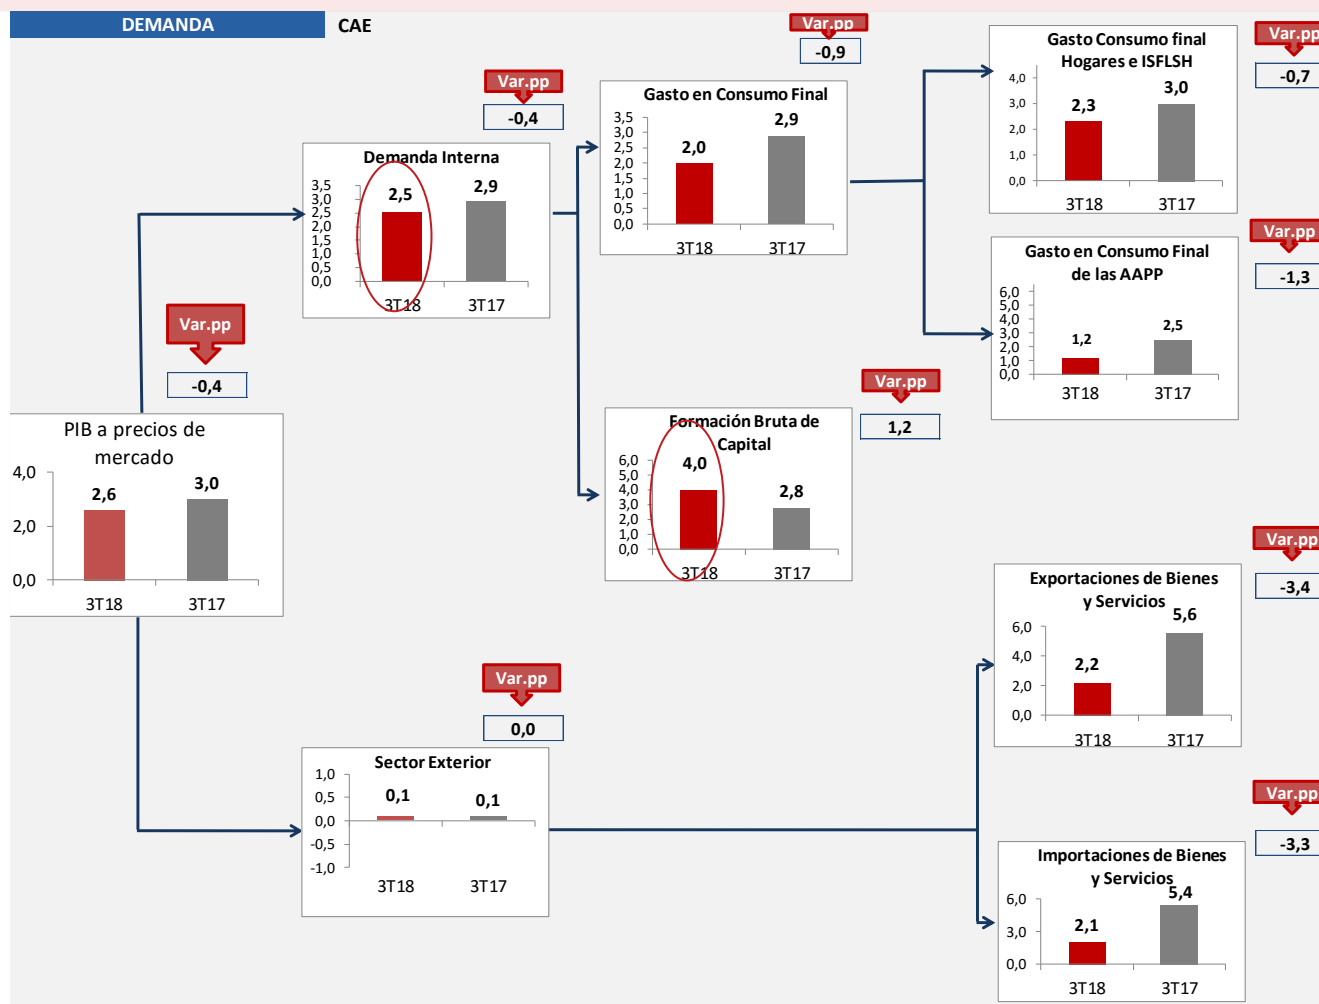 DEMANDA
CAE
Var.pp
-0,4
PIB a precios de
mercado
4,0
2,0
0,0
2,6
3,0
3T18
3T17
Var.pp
-0,4
Demanda Interna
3,5
3,0
2,5
2,0
1,5
1,0
0,5
0,0
2,5
2,9
3T18
3T17
Var.pp
-0,9
Gasto en Consumo Final
3,5
3,0
2,5
2,0
1,5
1,0
0,5
0,0
2,0
2,9
3T18
3T17
Var.pp
-0,7
Gasto Consumo final
Hogares e ISFLSH
4,0
3,0
2,0
1,0
0,0
2,3
3,0
3T18
3T17
Var.pp
-1,3
Gasto en Consumo Final
de las AAPP
6,0
5,0
4,0
3,0
2,0
1,0
0,0
1,2
2,5
3T18
3T17
Var.pp
1,2
Formación Bruta de
Capital
6,0
5,0
4,0
3,0
2,0
1,0
0,0
4,0
2,8
3T18
3T17
Var.pp
0,0
Sector Exterior
1,0
0,5
0,0
-0,5
-1,0
0,1
0,1
3T18
3T17
Var.pp
-3,4
Exportaciones de Bienes
y Servicios
6,0
4,0
2,0
0,0
2,2
5,6
3T18
3T17
Var.pp
-3,3
Importaciones de Bienes
y Servicios
6,0
3,0
0,0
2,1
5,4
3T18
3T17